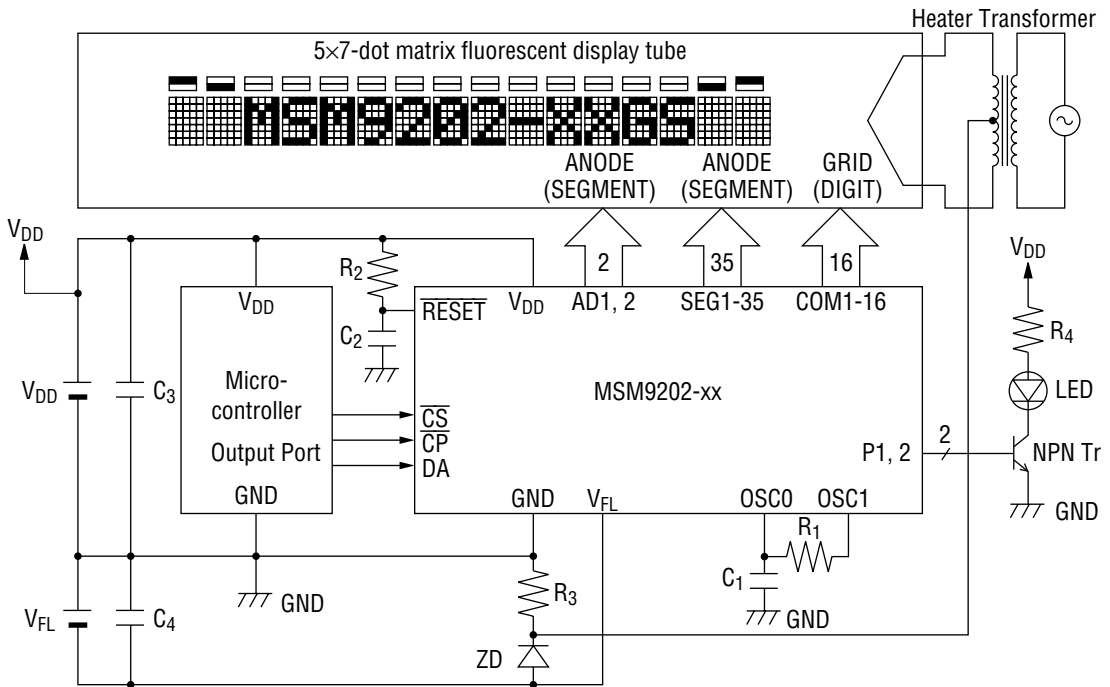 Heater Transformer
5×7-dot matrix fluorescent display tube
MSM9202-XXGS
ANODE
(SEGMENT)
ANODE
(SEGMENT)
GRID
(DIGIT)
2
35
16
VDD
VDD
R2
C2
RESET
VDD
AD1, 2
SEG1-35
COM1-16
VDD
R4
LED
NPN Tr
GND
VDD
C3
Micro-
controller
Output Port
GND
CS
CP
DA
MSM9202-xx
P1, 2
2
GND
VFL
OSC0
OSC1
R1
C1
GND
R3
GND
VFL
C4
ZD